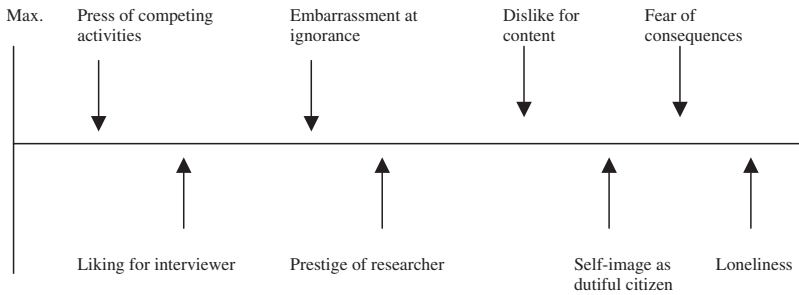 Max.
Press of competing
activities
Embarrassment at
ignorance
Dislike for
content
Fear of
consequences
Liking for interviewer
Prestige of researcher
Self-image as
dutiful citizen
Loneliness